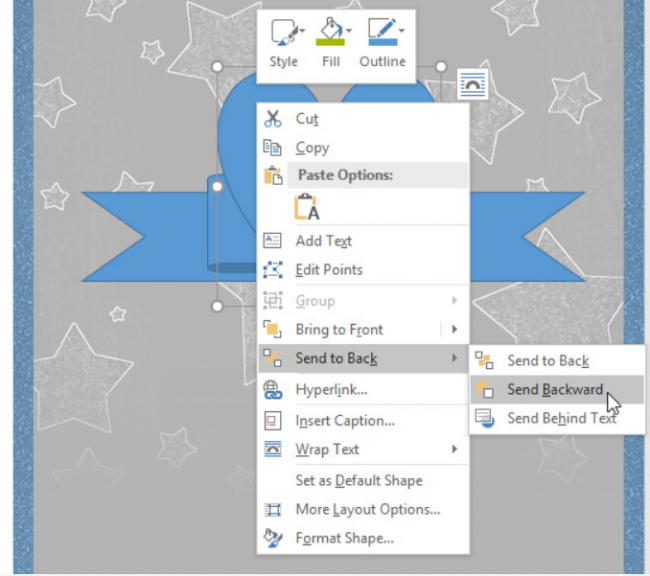 Style Fill Outline
Cut
Copy
Paste Options:
A
Add Text
Edit Points
Group
Bring to Front
Send to Back
Send to Back
Send Backward
Send Behind Text
Hyperlink...
Insert Caption...
Wrap Text
Set as Default Shape
More Layout Options...
Format Shape...